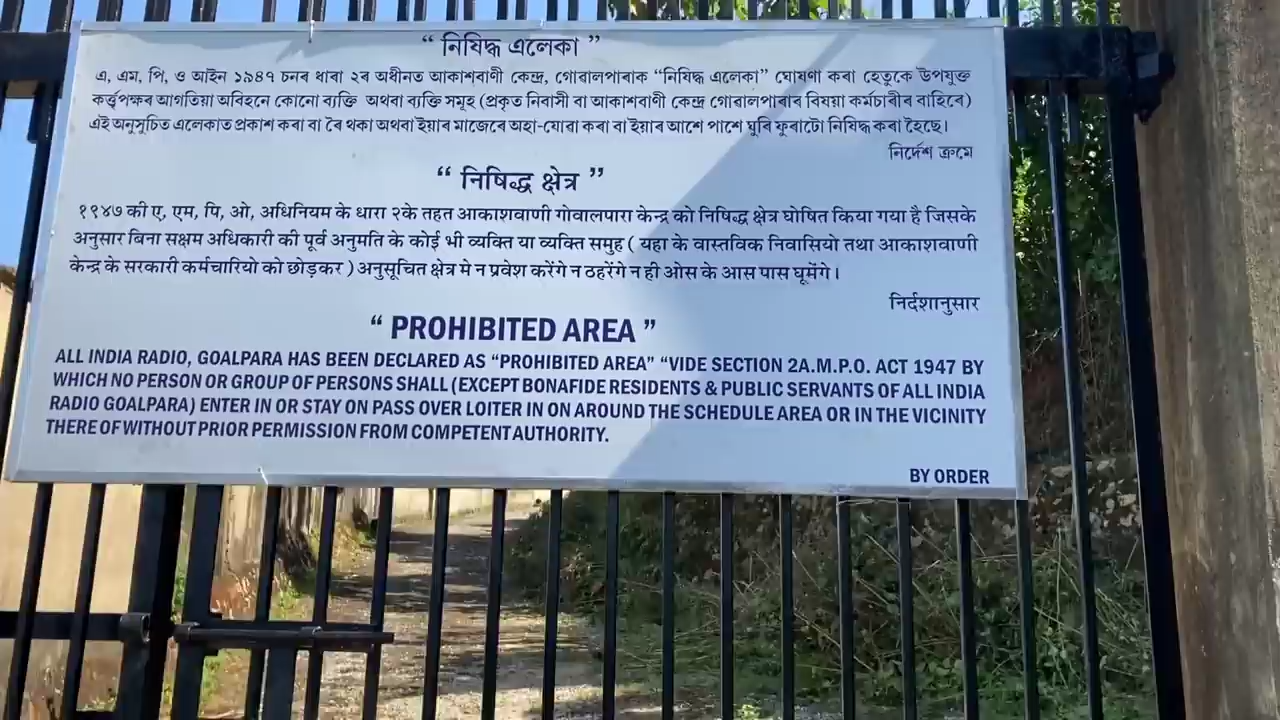 “ নিষিদ্ধ এলেকা ”
এ, এম, পি, ও আইন ১৯৪৭ চনৰ ধাৰা ২ৰ অধীনত আকাশবাণী কেন্দ্ৰ, গোৱালপাৰাক “নিষিদ্ধ এলেকা” ঘোষণা কৰা হেতুকে উপযুক্ত
কৰ্তৃপক্ষৰ আগতিয়া অবিহনে কোনো ব্যক্তি অথবা ব্যক্তি সমূহ (প্ৰকৃত নিবাসী বা আকাশবাণী কেন্দ্ৰ গোৱালপাৰাৰ বিষয়া কৰ্মচাৰীৰ বাহিৰে)
এই অনুসূচিত এলেকাত প্ৰকাশ কৰা বা ৰৈ থকা অথবা ইয়াৰ মাজেৰে অহা-যোৱা কৰা বা ইয়াৰ আশে পাশে ঘুৰি ফুৰাটো নিষিদ্ধ কৰা হৈছে।
নিৰ্দেশ ক্ৰমে
“ निषिद्ध क्षेत्र ”
१९४७ की ए, एम, पि, ओ, अधिनियम के धारा २के तहत आकाशवाणी गोवालपारा केन्द्र को निषिद्ध क्षेत्र घोषित किया गया है जिसके
अनुसार बिना सक्षम अधिकारी की पूर्व अनुमति के कोई भी व्यक्ति या व्यक्ति समुह ( यहा के वास्तविक निवासियो तथा आकाशवाणी
केन्द्र के सरकारी कर्मचारियो को छोड़कर ) अनुसूचित क्षेत्र मे न प्रवेश करेंगे न ठहरेंगे न ही ओस के आस पास घूमेंगे ।
निर्दशानुसार
“ PROHIBITED AREA ”
ALL INDIA RADIO, GOALPARA HAS BEEN DECLARED AS “PROHIBITED AREA” “VIDE SECTION 2A.M.P.O. ACT 1947 BY
WHICH NO PERSON OR GROUP OF PERSONS SHALL (EXCEPT BONAFIDE RESIDENTS & PUBLIC SERVANTS OF ALL INDIA
RADIO GOALPARA) ENTER IN OR STAY ON PASS OVER LOITER IN ON AROUND THE SCHEDULE AREA OR IN THE VICINITY
THERE OF WITHOUT PRIOR PERMISSION FROM COMPETENT AUTHORITY.
BY ORDER